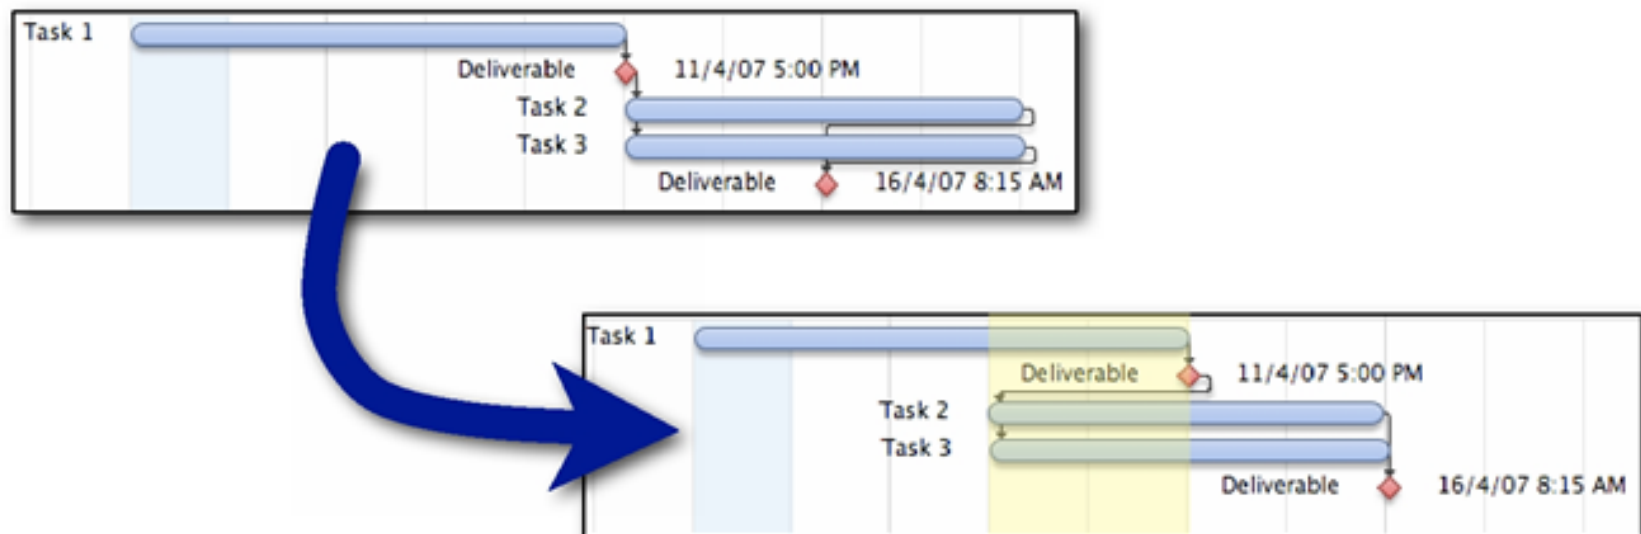 Task 1
Deliverable 11/4/07 5:00 PM
Task 2
Task 3
Deliverable 16/4/07 8:15 AM
Task 1
Deliverable 11/4/07 5:00 PM
Task 2
Task 3
Deliverable 16/4/07 8:15 AM